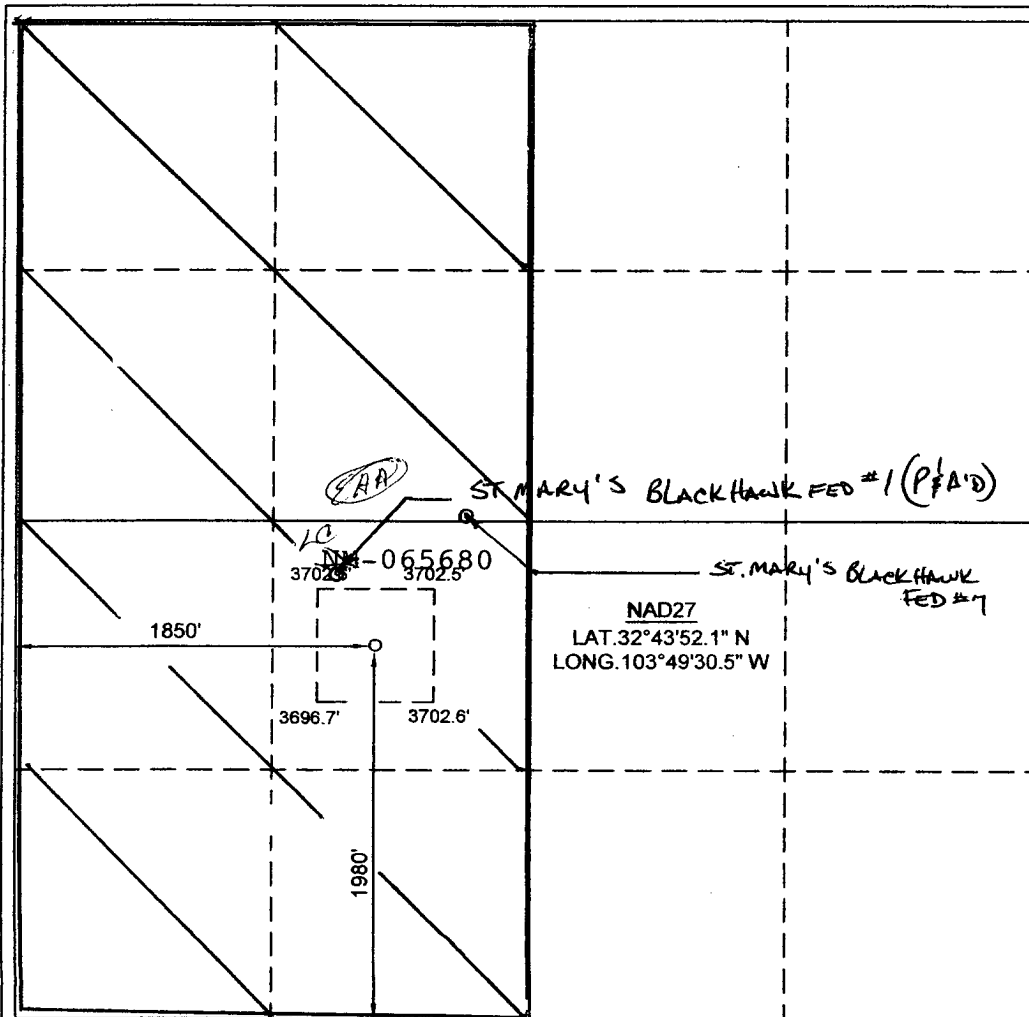 ST. MARY'S BLACKHAWK FED #1 (P&A'D)
LC
NM-065680
3702.5'
ST. MARY'S BLACKHAWK
FED #7
NAD27
LAT.32°43'52.1" N
LONG.103°49'30.5" W
1850'
3696.7'
3702.6'
1980'